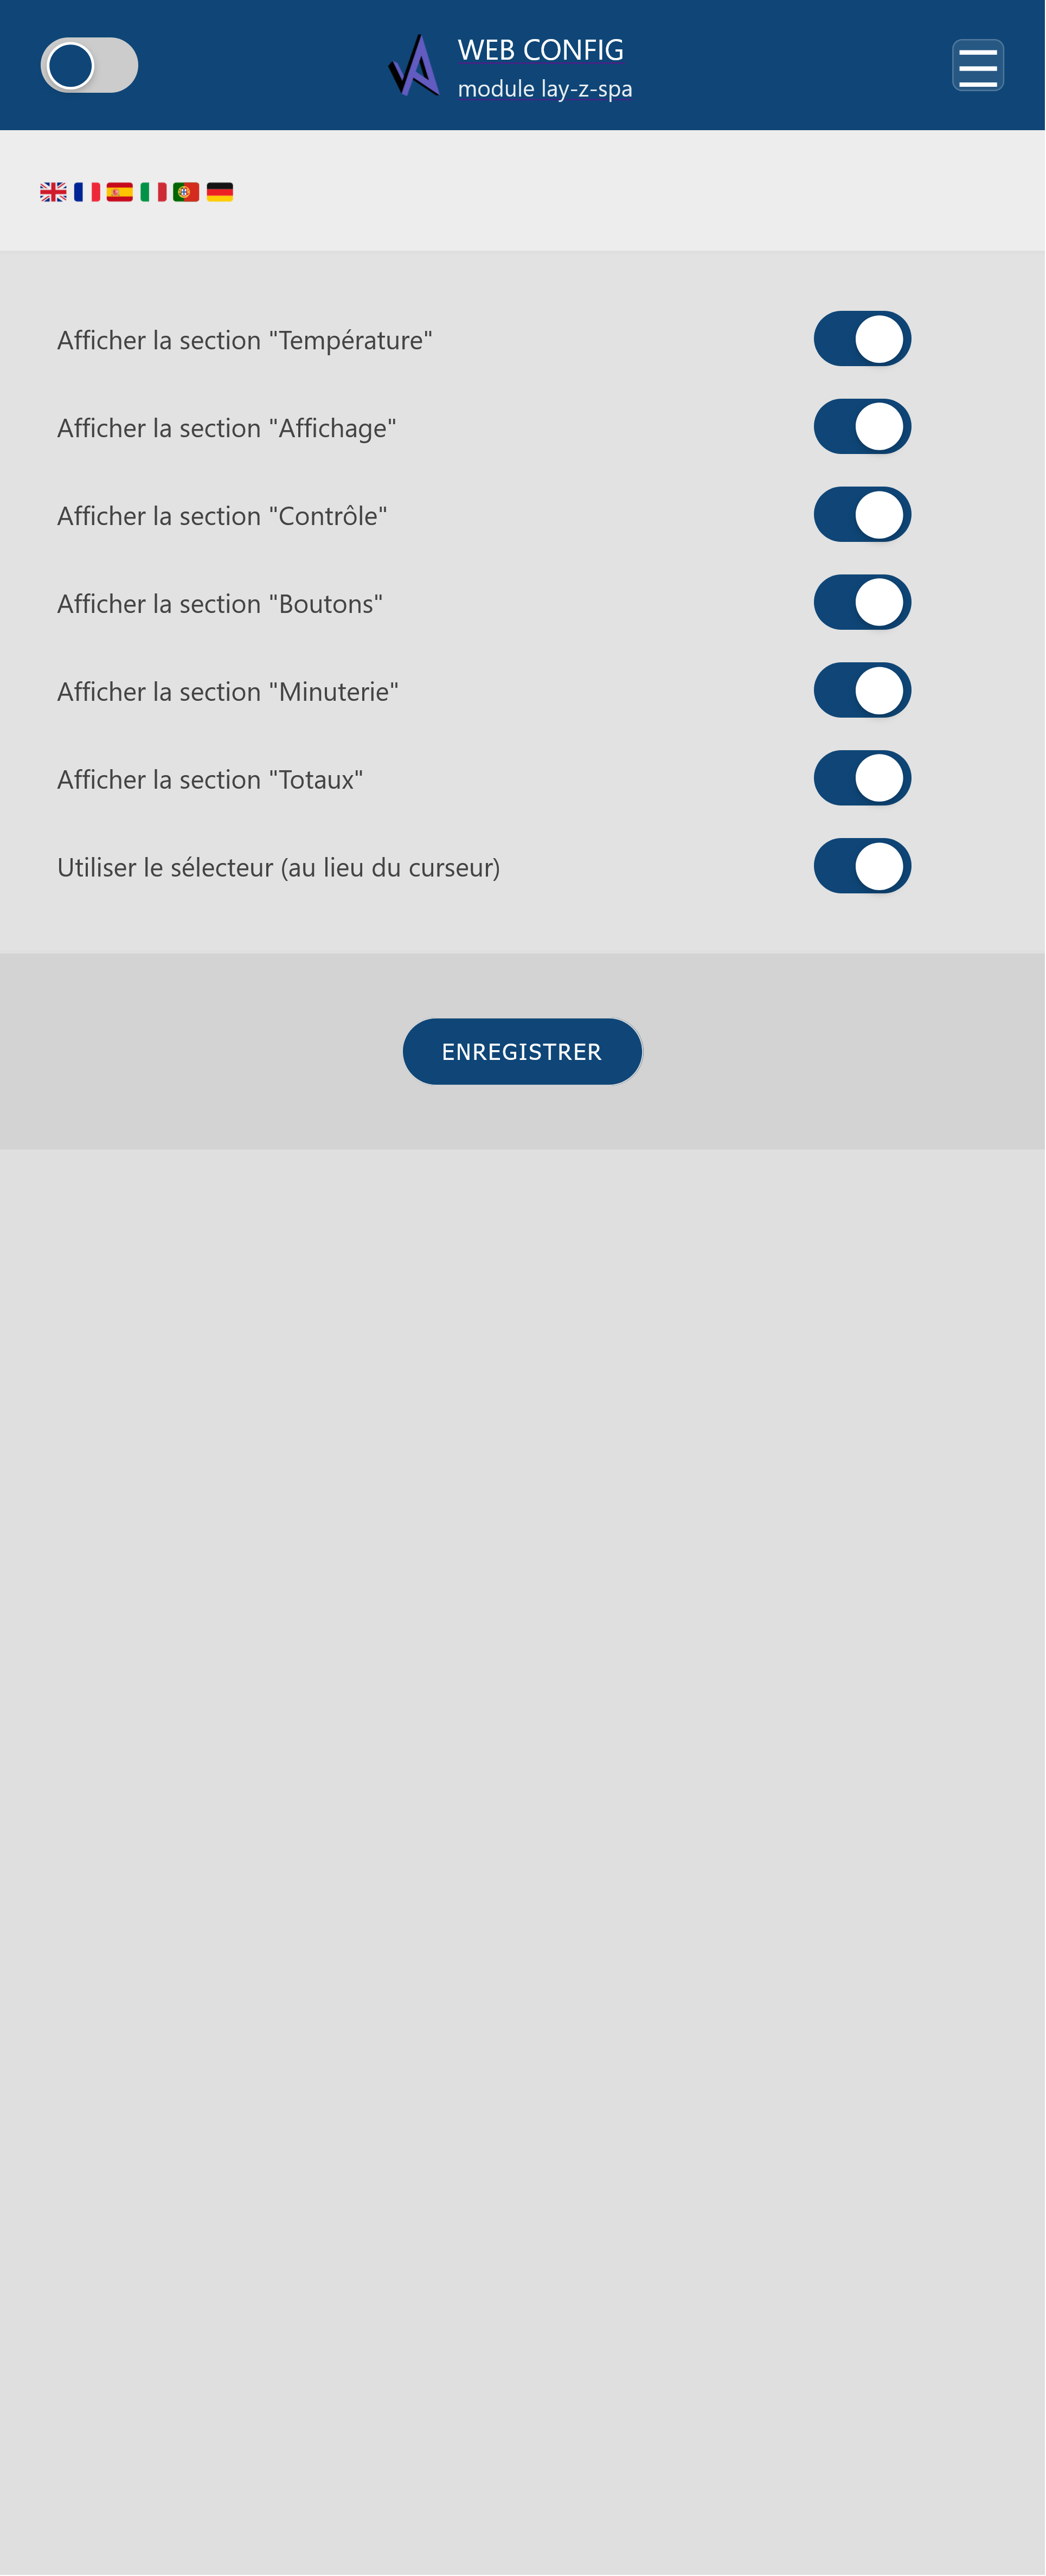 WEB CONFIG
module lay-z-spa
Afficher la section "Température"
Afficher la section "Affichage"
Afficher la section "Contrôle"
Afficher la section "Boutons"
Afficher la section "Minuterie"
Afficher la section "Totaux"
Utiliser le sélecteur (au lieu du curseur)
ENREGISTRER